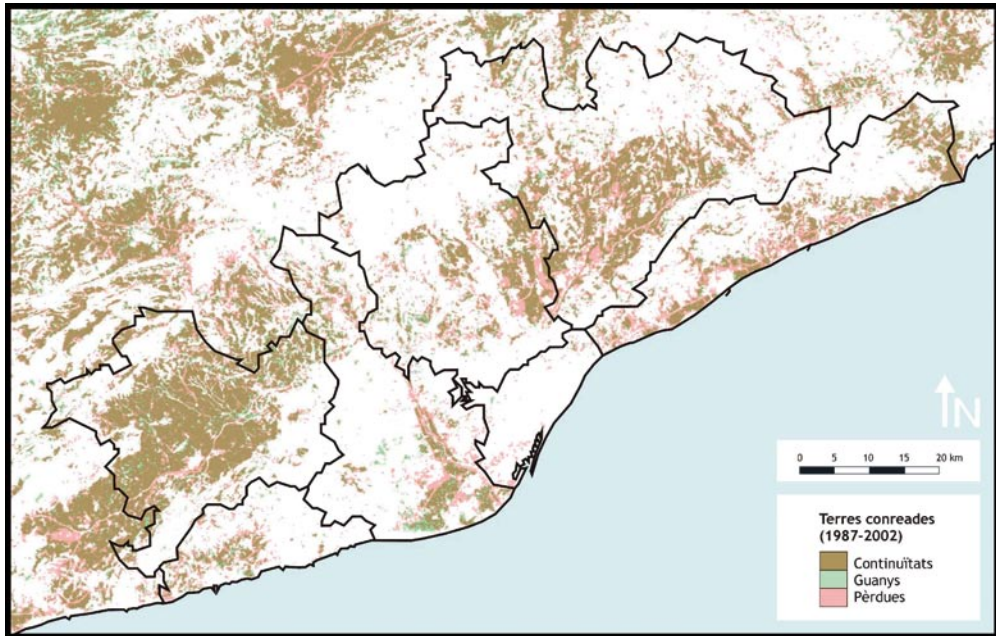 N
0 5 10 15 20 km
Terres conreades
(1987-2002)
Continuïtats
Guanys
Pèrdues